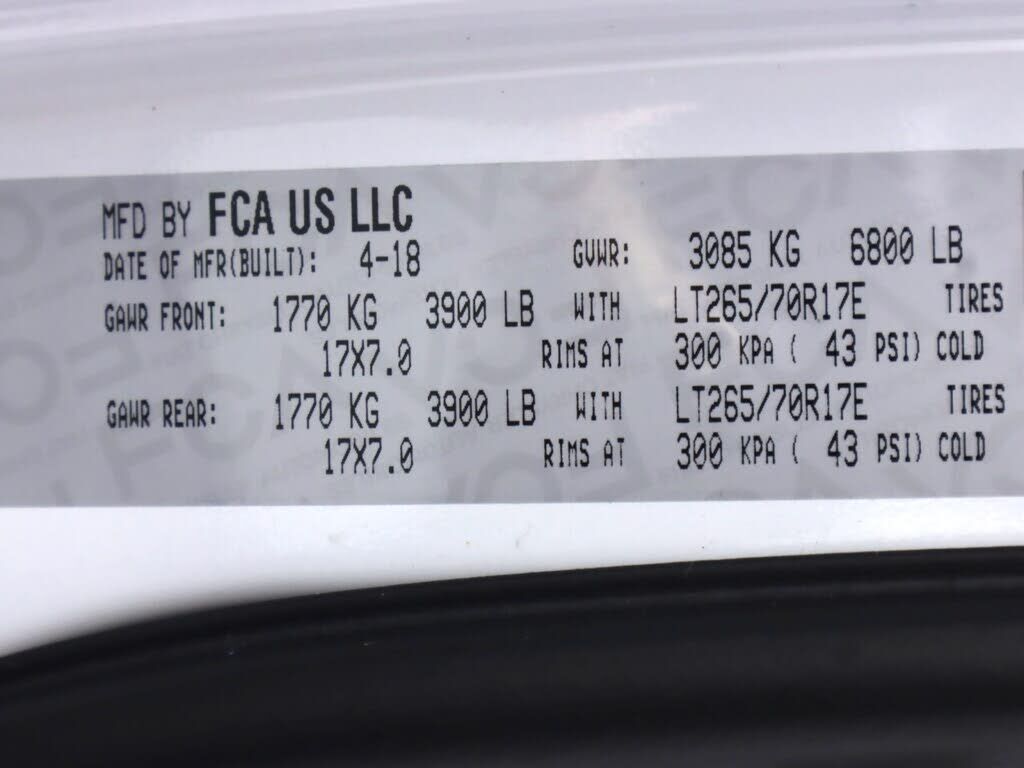 MFD BY FCA US LLC
DATE OF MFR(BUILT): 4-18 GVWR: 3085 KG 6800 LB
GAWR FRONT: 1770 KG 3900 LB WITH LT265/70R17E TIRES
17X7.0 RIMS AT 300 KPA ( 43 PSI) COLD
GAWR REAR: 1770 KG 3900 LB WITH LT265/70R17E TIRES
17X7.0 RIMS AT 300 KPA ( 43 PSI) COLD